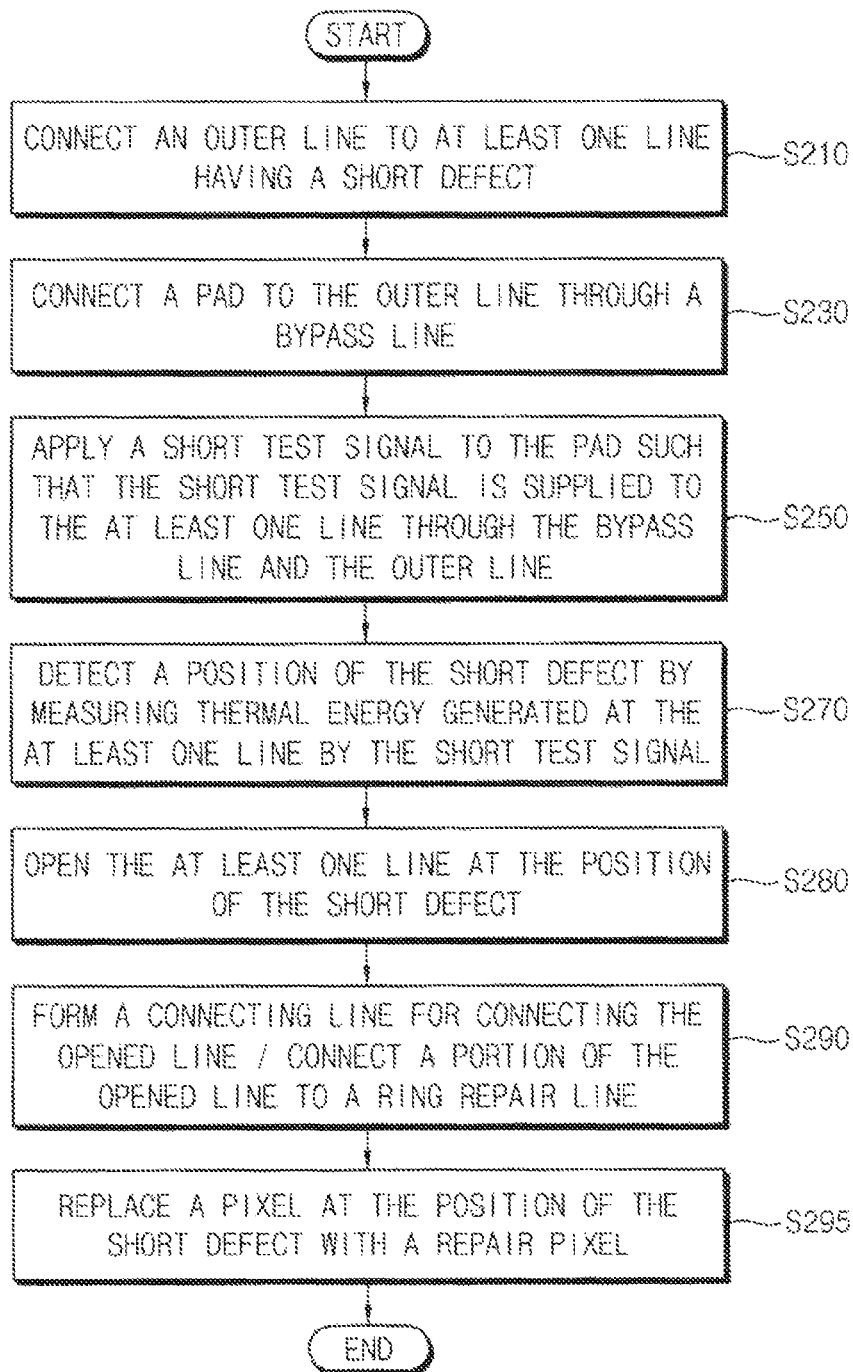 START
CONNECT AN OUTER LINE TO AT LEAST ONE LINE
HAVING A SHORT DEFECT
S210
CONNECT A PAD TO THE OUTER LINE THROUGH A
BYPASS LINE
S230
APPLY A SHORT TEST SIGNAL TO THE PAD SUCH
THAT THE SHORT TEST SIGNAL IS SUPPLIED TO
THE AT LEAST ONE LINE THROUGH THE BYPASS
LINE AND THE OUTER LINE
S250
DETECT A POSITION OF THE SHORT DEFECT BY
MEASURING THERMAL ENERGY GENERATED AT THE
AT LEAST ONE LINE BY THE SHORT TEST SIGNAL
S270
OPEN THE AT LEAST ONE LINE AT THE POSITION
OF THE SHORT DEFECT
S280
FORM A CONNECTING LINE FOR CONNECTING THE
OPENED LINE / CONNECT A PORTION OF THE
OPENED LINE TO A RING REPAIR LINE
S290
REPLACE A PIXEL AT THE POSITION OF THE
SHORT DEFECT WITH A REPAIR PIXEL
S295
END